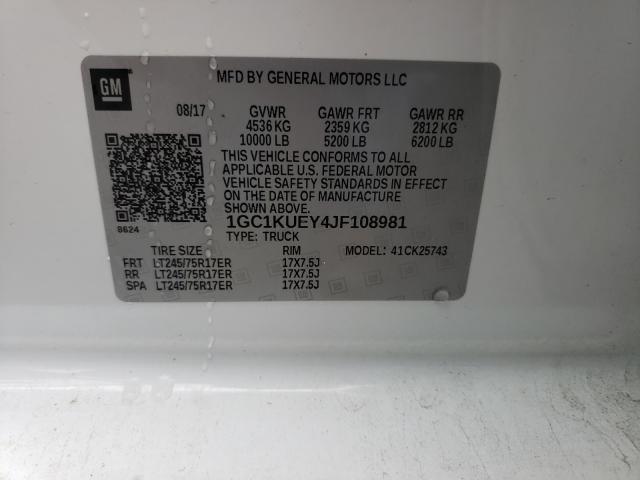 GM
MFD BY GENERAL MOTORS LLC
08/17 GVWR GAWR FRT GAWR RR
4536 KG 2359 KG 2812 KG
10000 LB 5200 LB 6200 LB
THIS VEHICLE CONFORMS TO ALL
APPLICABLE U.S. FEDERAL MOTOR
VEHICLE SAFETY STANDARDS IN EFFECT
ON THE DATE OF MANUFACTURE
SHOWN ABOVE.
8624
1GC1KUEY4JF108981
TYPE: TRUCK
TIRE SIZE RIM MODEL: 41CK25743
FRT LT245/75R17ER 17X7.5J
RR LT245/75R17ER 17X7.5J
SPA LT245/75R17ER 17X7.5J